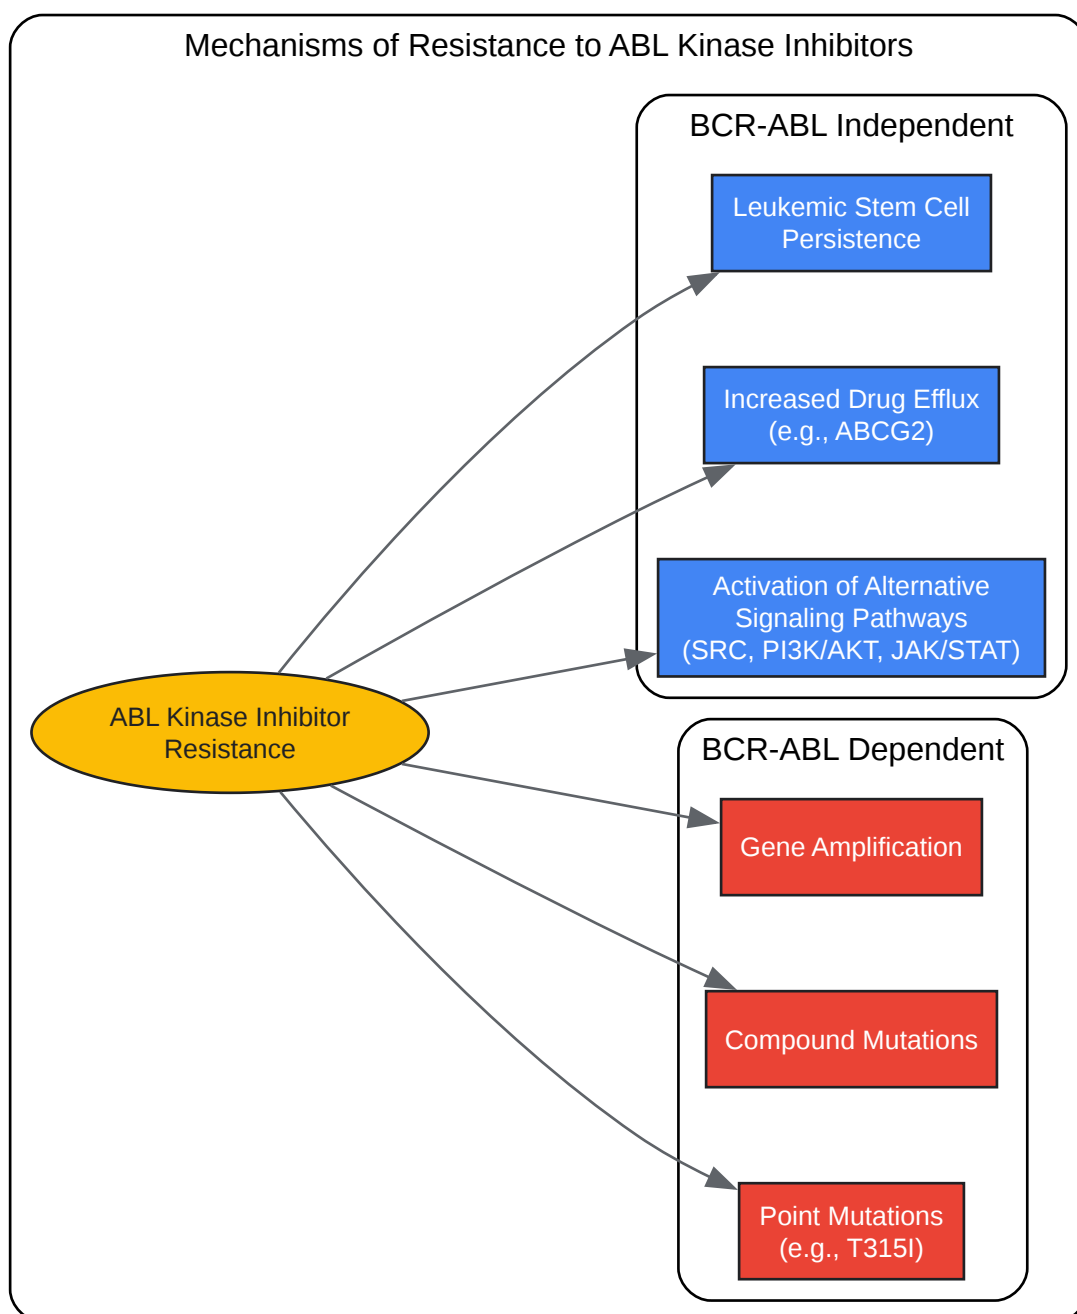 Mechanisms of Resistance to ABL Kinase Inhibitors
BCR-ABL Independent
Leukemic Stem Cell
Persistence
Increased Drug Efflux
(e.g., ABCG2)
Activation of Alternative
Signaling Pathways
(SRC, PI3K/AKT, JAK/STAT)
ABL Kinase Inhibitor
Resistance
BCR-ABL Dependent
Gene Amplification
Compound Mutations
Point Mutations
(e.g., T315I)